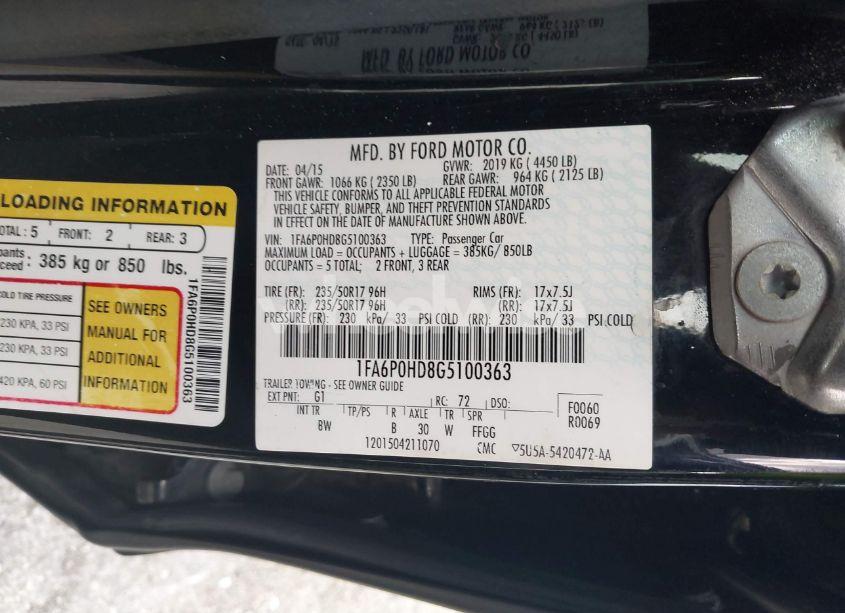 MFD. BY FORD MOTOR CO.
DATE: 04/15 GVWR: 2019 KG ( 4450 LB)
FRONT GAWR: 1066 KG ( 2350 LB) REAR GAWR: 964 KG ( 2125 LB)
THIS VEHICLE CONFORMS TO ALL APPLICABLE FEDERAL MOTOR
VEHICLE SAFETY, BUMPER, AND THEFT PREVENTION STANDARDS
IN EFFECT ON THE DATE OF MANUFACTURE SHOWN ABOVE.
VIN: 1FA6P0HD8G5100363 TYPE: Passenger Car
MAXIMUM LOAD = OCCUPANTS + LUGGAGE = 385KG/ 850LB
OCCUPANTS = 5 TOTAL; 2 FRONT, 3 REAR
TIRE (FR): 235/50R17 96H RIMS (FR): 17x7.5J
(RR): 235/50R17 96H (RR): 17x7.5J
PRESSURE (FR): 230 kPa/ 33 PSI COLD (RR): 230 kPa/ 33 PSI COLD
1FA6P0HD8G5100363
TRAILER TOWING - SEE OWNER GUIDE
EXT PNT: G1 RC: 72 DSO:
INT TR TP/PS R AXLE TR SPR
BW B 30 W FFGG
F0060
R0069
1201504211070 CMC 5U5A-5420472-AA
LOADING INFORMATION
TOTAL: 5 FRONT: 2 REAR: 3
pants
ceed: 385 kg or 850 lbs.
COLD TIRE PRESSURE
230 KPA, 33 PSI
230 KPA, 33 PSI
420 KPA, 60 PSI
SEE OWNERS
MANUAL FOR
ADDITIONAL
INFORMATION
1FA6P0HD8G5100363